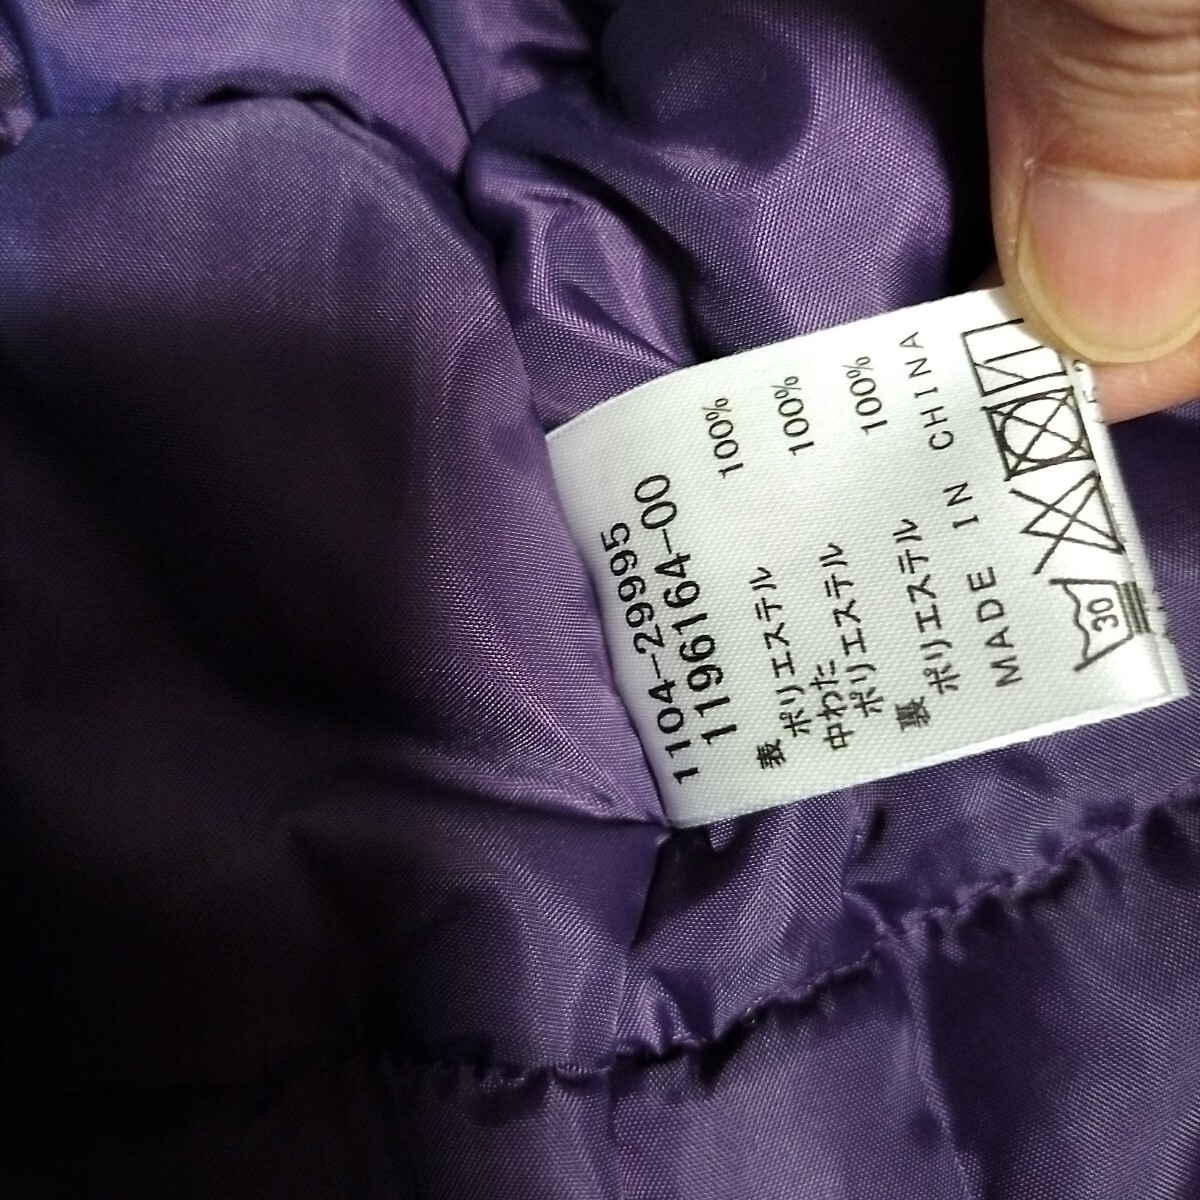 1104-29995
1196164-00
表
ポリエステル 100%
中わた
ポリエステル 100%
裏
ポリエステル 100%
MADE IN CHINA
30